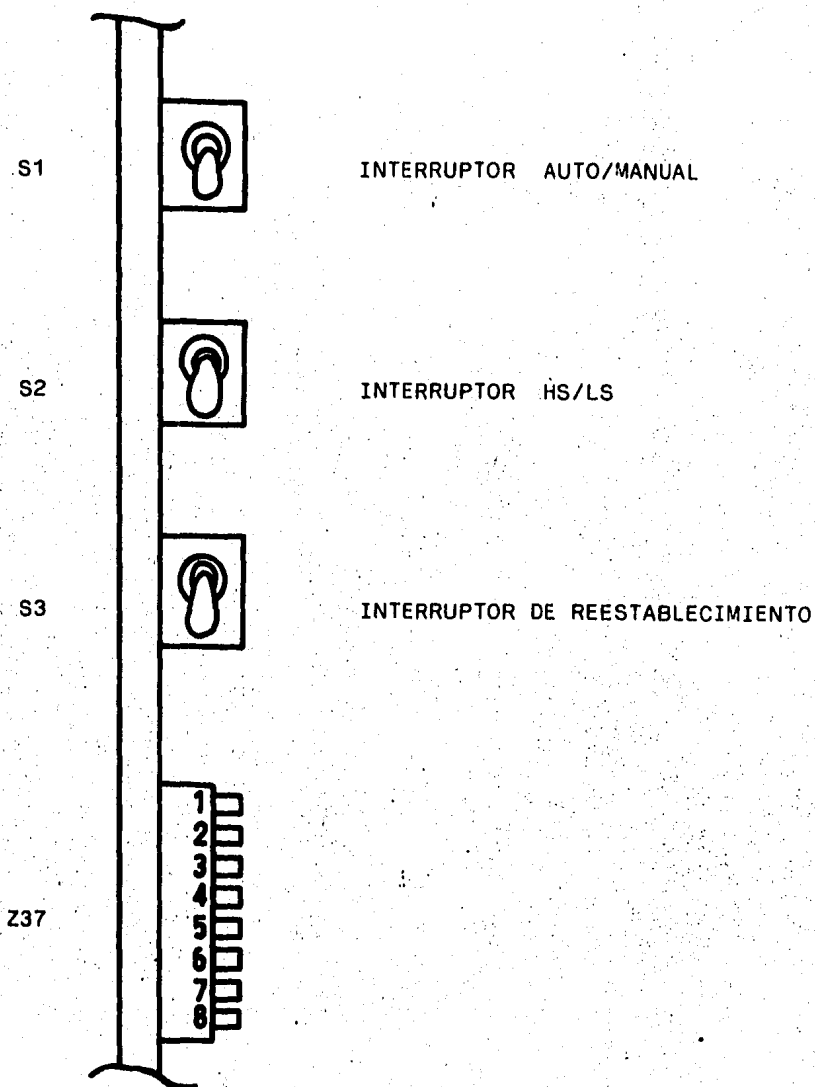 S1 INTERRUPTOR AUTO/MANUAL
S2 INTERRUPTOR HS/LS
S3 INTERRUPTOR DE REESTABLECIMIENTO
1
2
3
4
Z37 5
6
7
8